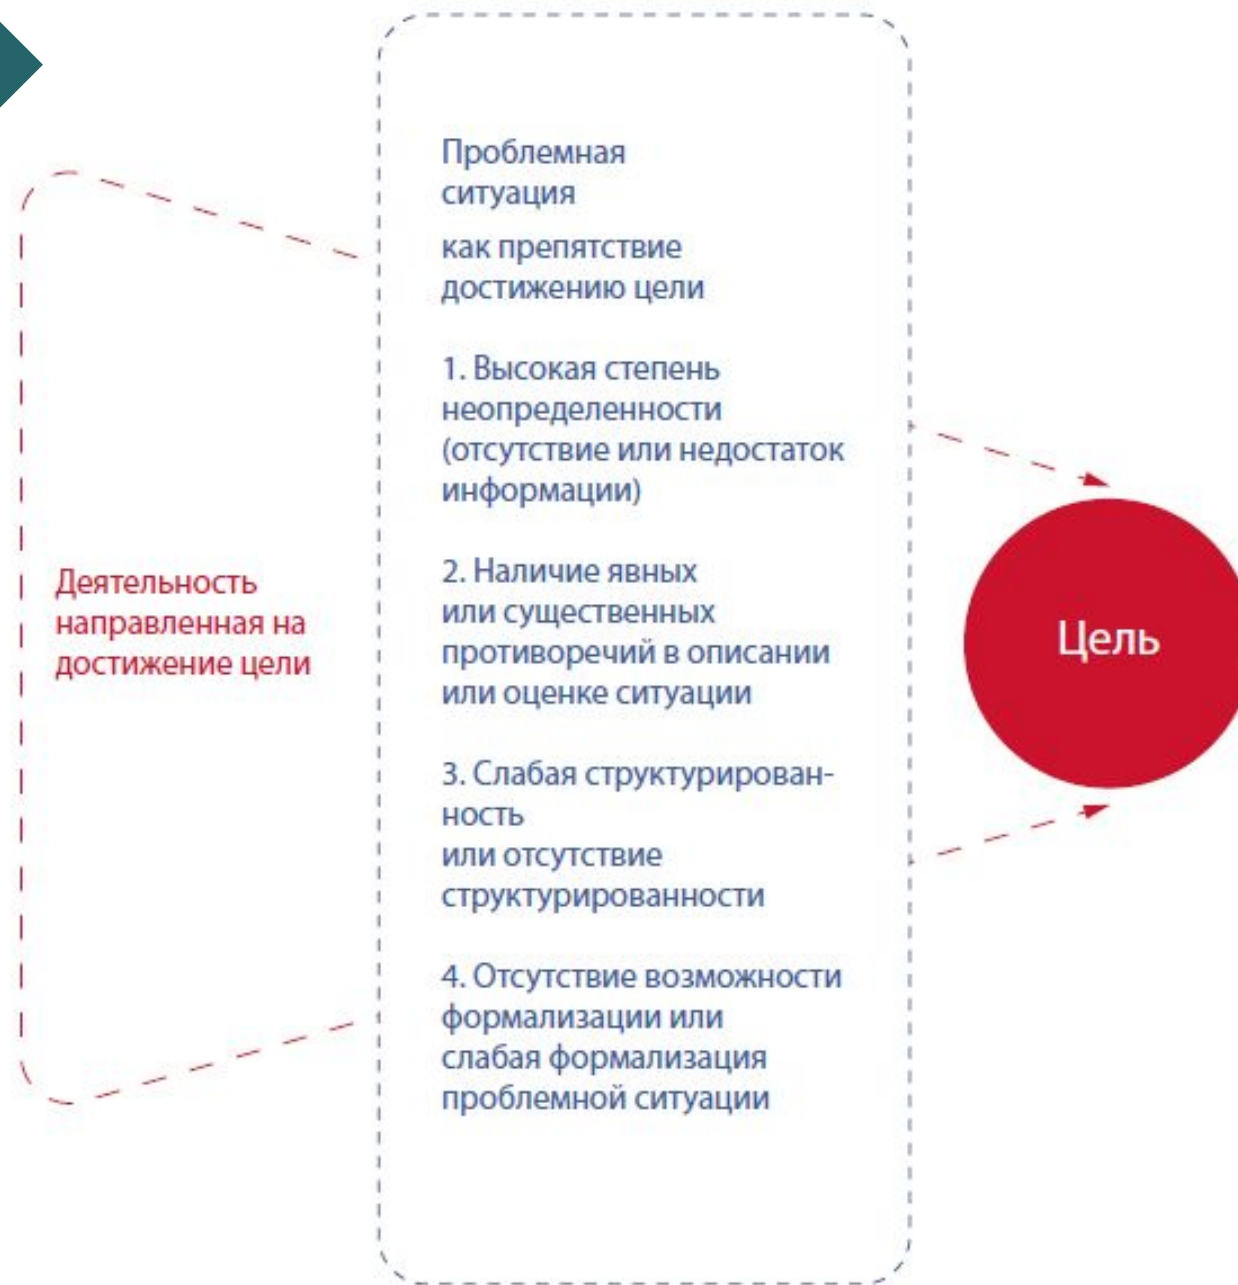 Проблемная
ситуация
как препятствие
достижению цели
1. Высокая степень
неопределенности
(отсутствие или недостаток
информации)
2. Наличие явных
или существенных
противоречий в описании
или оценке ситуации
3. Слабая структурирован-
ность
или отсутствие
структурированности
4. Отсутствие возможности
формализации или
слабая формализация
проблемной ситуации
Деятельность
направленная на
достижение цели
Цель